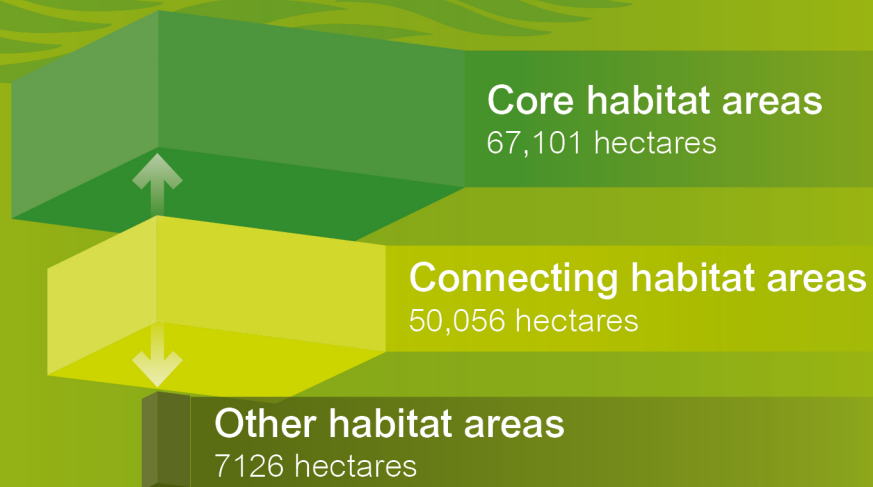 Core habitat areas
67,101 hectares
Connecting habitat areas
50,056 hectares
Other habitat areas
7126 hectares